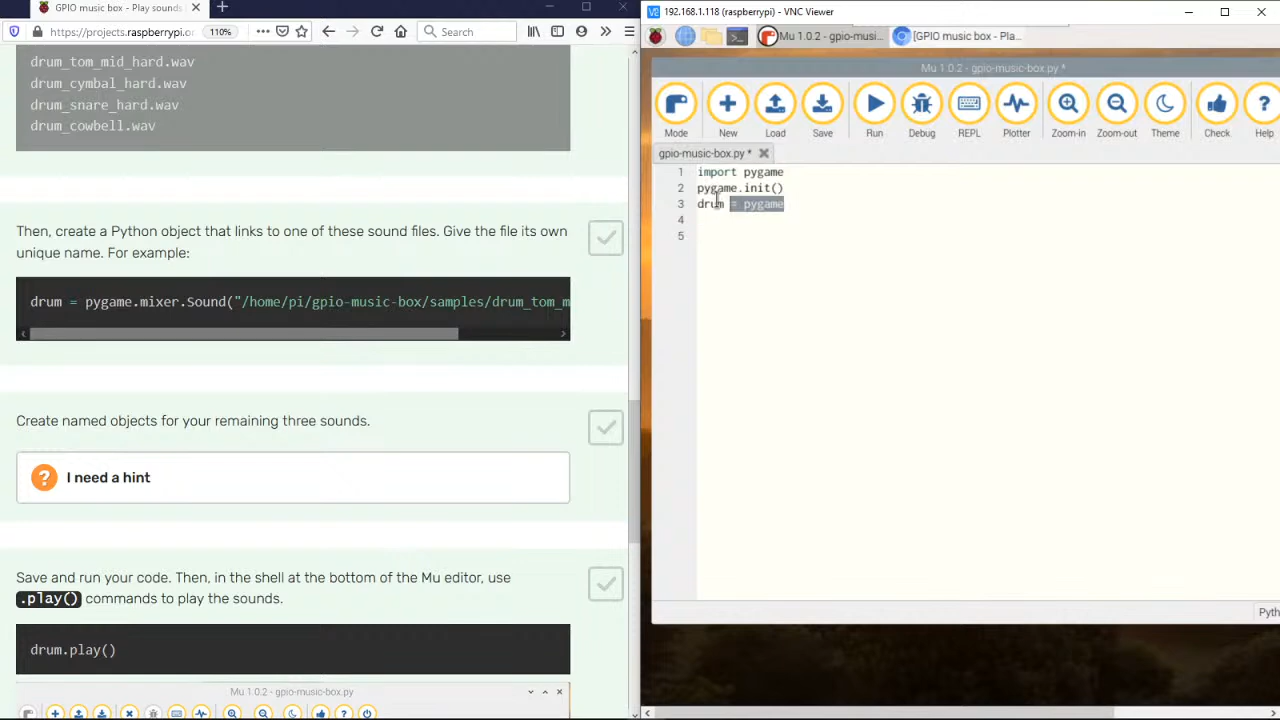 GPIO music box - Play sounds
https://projects.raspberrypi.o
110%
Search
drum_tom_mid_hard.wav
drum_cymbal_hard.wav
drum_snare_hard.wav
drum_cowbell.wav
Then, create a Python object that links to one of these sound files. Give the file its own
unique name. For example:
drum = pygame.mixer.Sound("/home/pi/gpio-music-box/samples/drum_tom_m
Create named objects for your remaining three sounds.
? I need a hint
Save and run your code. Then, in the shell at the bottom of the Mu editor, use
.play() commands to play the sounds.
drum.play()
Mu 1.0.2 - gpio-music-box.py
192.168.1.118 (raspberrypi) - VNC Viewer
Mu 1.0.2 - gpio-musi...
[GPIO music box - Pla...
Mu 1.0.2 - gpio-music-box.py *
Mode New Load Save Run Debug REPL Plotter Zoom-in Zoom-out Theme Check Help
gpio-music-box.py *
1 import pygame
2 pygame.init()
3 drum = pygame
4
5
Pyth